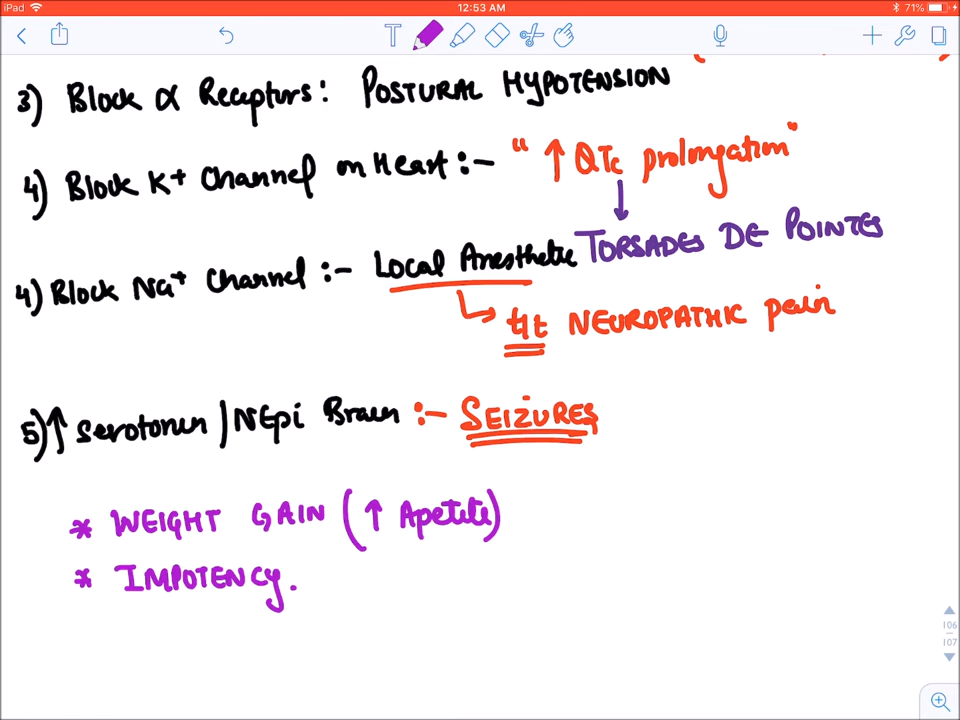 iPad 12:53 AM 71%
T
3) Block α Receptors: POSTURAL HYPOTENSION
4) Block K+ Channel on Heart :- " ↑ QTc prolongation"
↓
TORSADES DE POINTES
4) Block Na+ Channel :- Local Anesthetic
↳ t/t NEUROPATHIC pain
5) ↑ Serotonin / NEpi Brain :- SEIZURES
* WEIGHT GAIN (↑ Apetite)
* IMPOTENCY.
106
107